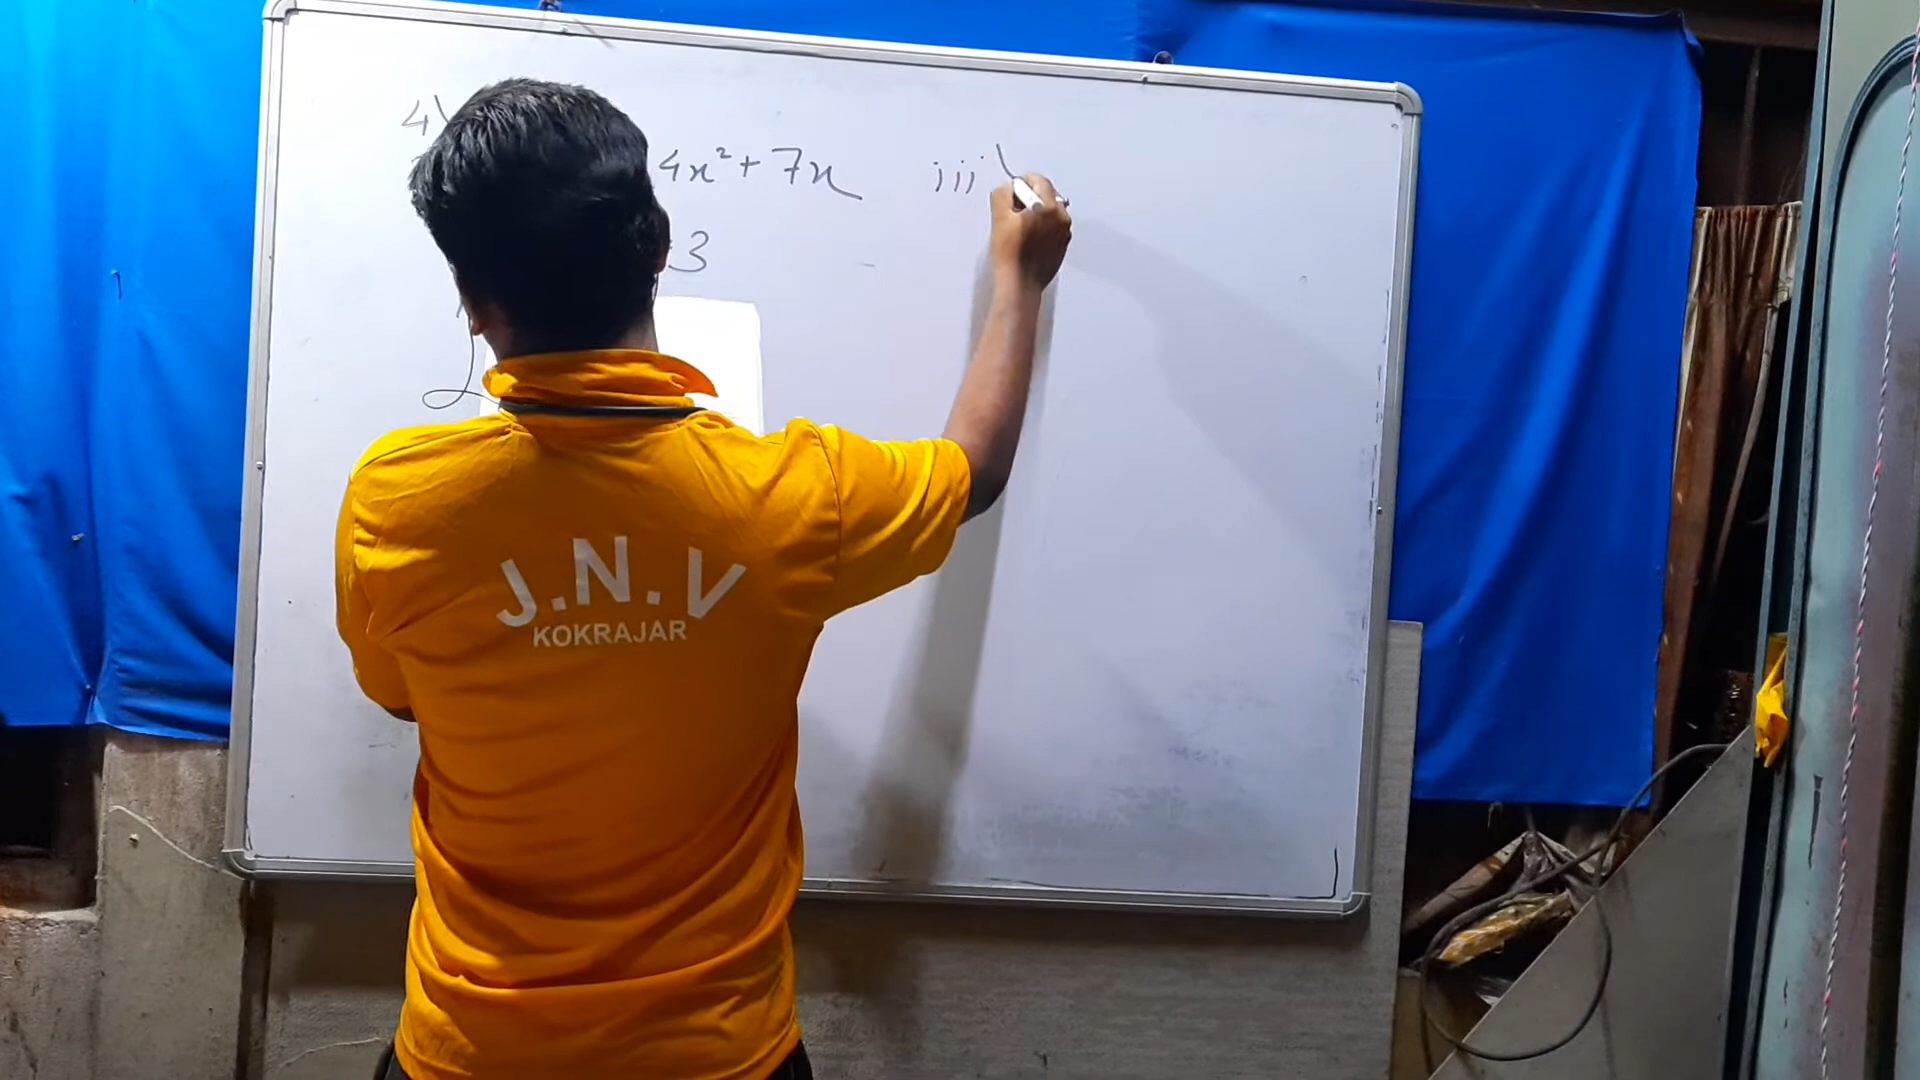 4)
4x² + 7x
iii)
3
J.N.V
KOKRAJAR